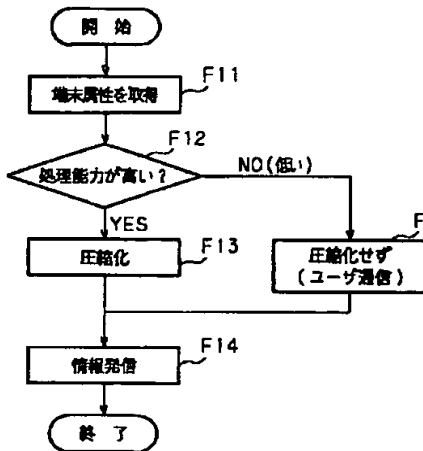 開 始
F11
端末属性を取得
F12
処理能力が高い?
NO(低い)
YES
F13
圧縮化
F
圧縮化せず
(ユーザ通信)
F14
情報発信
終 了